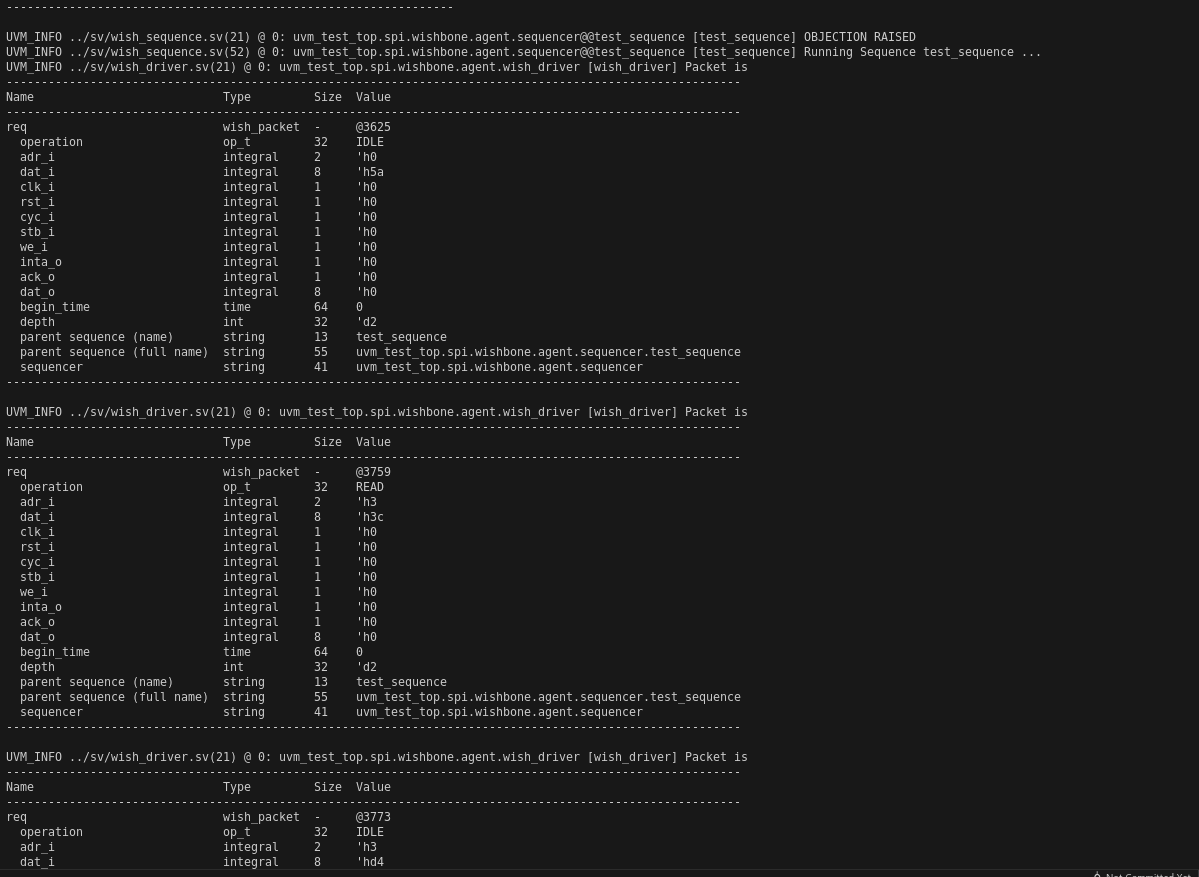 ----------------------------------------------------------------
UVM_INFO ../sv/wish_sequence.sv(21) @ 0: uvm_test_top.spi.wishbone.agent.sequencer@@test_sequence [test_sequence] OBJECTION RAISED
UVM_INFO ../sv/wish_sequence.sv(52) @ 0: uvm_test_top.spi.wishbone.agent.sequencer@@test_sequence [test_sequence] Running Sequence test_sequence ...
UVM_INFO ../sv/wish_driver.sv(21) @ 0: uvm_test_top.spi.wishbone.agent.wish_driver [wish_driver] Packet is
---------------------------------------------------------------------------------------------------------
Name                           Type         Size  Value
---------------------------------------------------------------------------------------------------------
req                            wish_packet  -     @3625
  operation                    op_t         32    IDLE
  adr_i                        integral     2     'h0
  dat_i                        integral     8     'h5a
  clk_i                        integral     1     'h0
  rst_i                        integral     1     'h0
  cyc_i                        integral     1     'h0
  stb_i                        integral     1     'h0
  we_i                         integral     1     'h0
  inta_o                       integral     1     'h0
  ack_o                        integral     1     'h0
  dat_o                        integral     8     'h0
  begin_time                   time         64    0
  depth                        int          32    'd2
  parent sequence (name)       string       13    test_sequence
  parent sequence (full name)  string       55    uvm_test_top.spi.wishbone.agent.sequencer.test_sequence
  sequencer                    string       41    uvm_test_top.spi.wishbone.agent.sequencer
---------------------------------------------------------------------------------------------------------
UVM_INFO ../sv/wish_driver.sv(21) @ 0: uvm_test_top.spi.wishbone.agent.wish_driver [wish_driver] Packet is
---------------------------------------------------------------------------------------------------------
Name                           Type         Size  Value
---------------------------------------------------------------------------------------------------------
req                            wish_packet  -     @3759
  operation                    op_t         32    READ
  adr_i                        integral     2     'h3
  dat_i                        integral     8     'h3c
  clk_i                        integral     1     'h0
  rst_i                        integral     1     'h0
  cyc_i                        integral     1     'h0
  stb_i                        integral     1     'h0
  we_i                         integral     1     'h0
  inta_o                       integral     1     'h0
  ack_o                        integral     1     'h0
  dat_o                        integral     8     'h0
  begin_time                   time         64    0
  depth                        int          32    'd2
  parent sequence (name)       string       13    test_sequence
  parent sequence (full name)  string       55    uvm_test_top.spi.wishbone.agent.sequencer.test_sequence
  sequencer                    string       41    uvm_test_top.spi.wishbone.agent.sequencer
---------------------------------------------------------------------------------------------------------
UVM_INFO ../sv/wish_driver.sv(21) @ 0: uvm_test_top.spi.wishbone.agent.wish_driver [wish_driver] Packet is
---------------------------------------------------------------------------------------------------------
Name                           Type         Size  Value
---------------------------------------------------------------------------------------------------------
req                            wish_packet  -     @3773
  operation                    op_t         32    IDLE
  adr_i                        integral     2     'h3
  dat_i                        integral     8     'hd4
Not Committed Yet